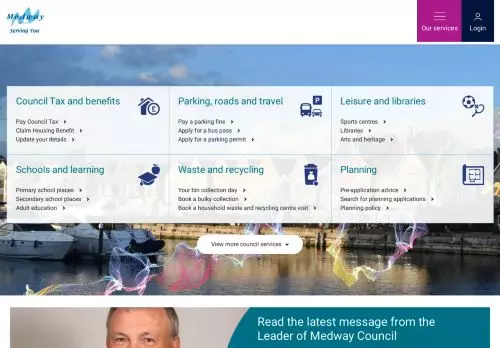 Medway
Serving You
Our services
Login
Council Tax and benefits
Pay Council Tax
Claim Housing Benefit
Update your details
Parking, roads and travel
P
Pay a parking fine
Apply for a bus pass
Apply for a parking permit
Leisure and libraries
Sports centres
Libraries
Arts and heritage
Schools and learning
Primary school places
Secondary school places
Adult education
Waste and recycling
Your bin collection day
Book a bulky collection
Book a household waste and recycling centre visit
Planning
Pre-application advice
Search for planning applications
Planning policy
View more council services
Read the latest message from the
Leader of Medway Council